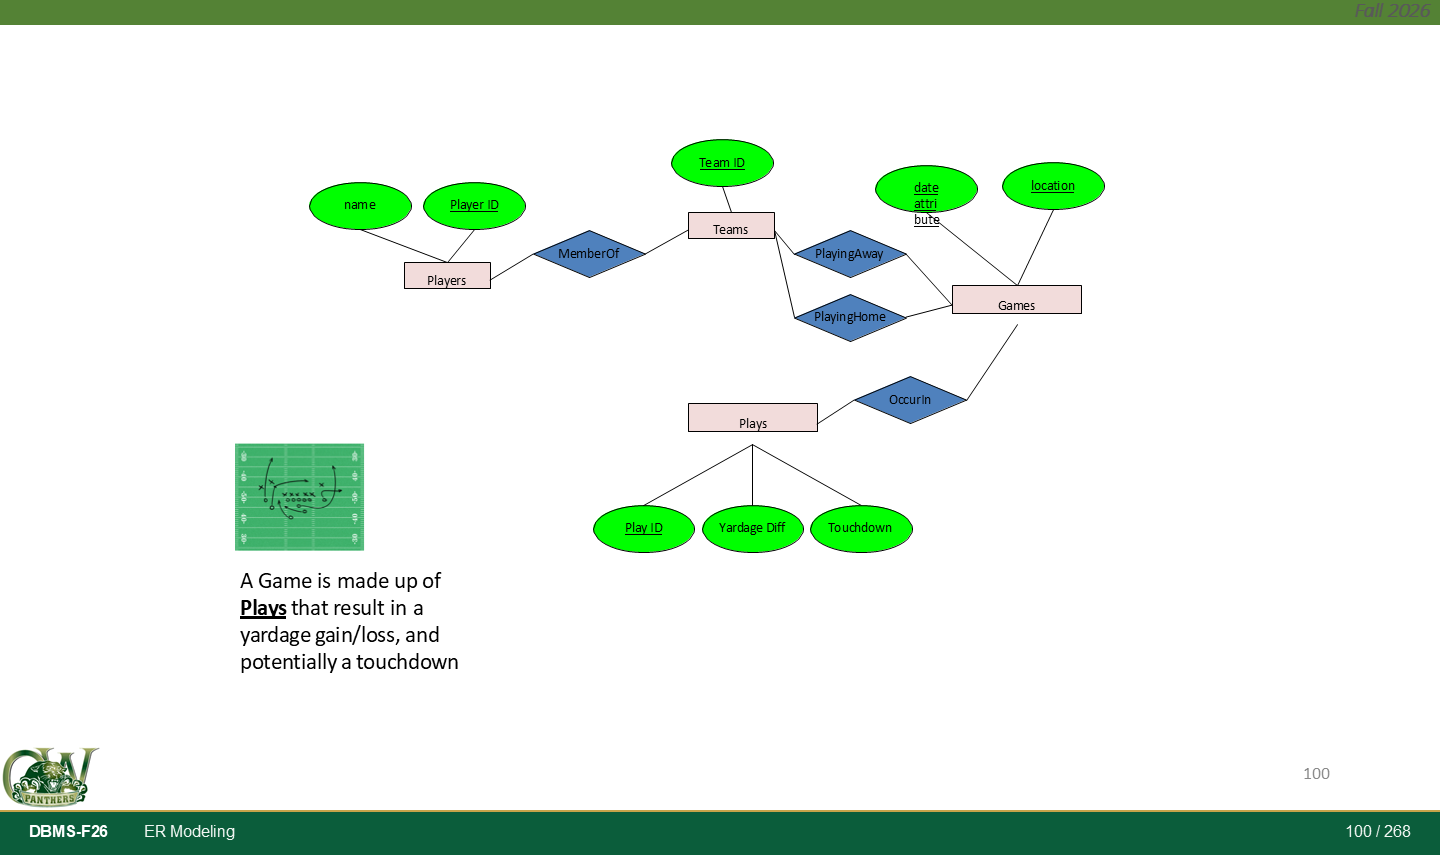 Fall 2026
Team ID
date
attri
bute
location
name
Player ID
Teams
MemberOf
PlayingAway
Players
Games
PlayingHome
OccurIn
Plays
Play ID
Yardage Diff
Touchdown
A Game is made up of
Plays that result in a
yardage gain/loss, and
potentially a touchdown
PANTHERS
100
DBMS-F26
ER Modeling
100 / 268